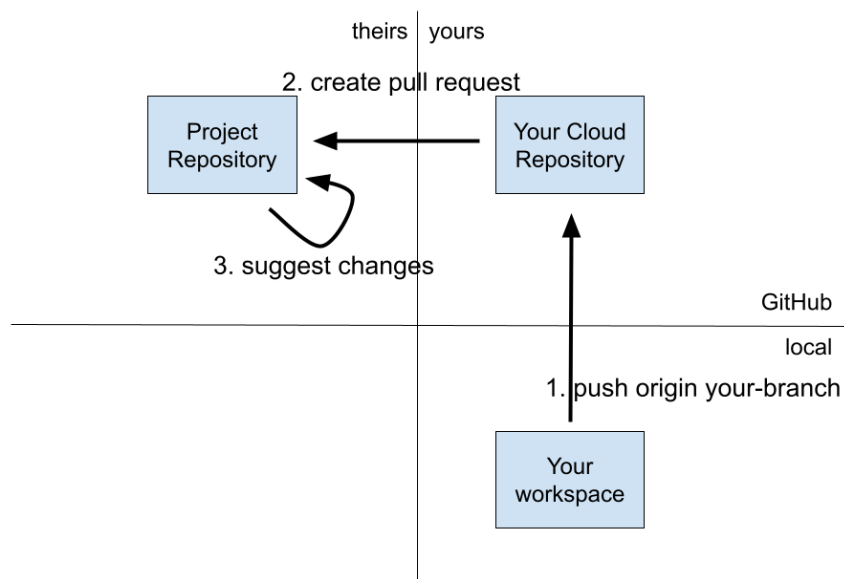 theirs
yours
2. create pull request
Project
Repository
Your Cloud
Repository
3. suggest changes
GitHub
local
1. push origin your-branch
Your
workspace